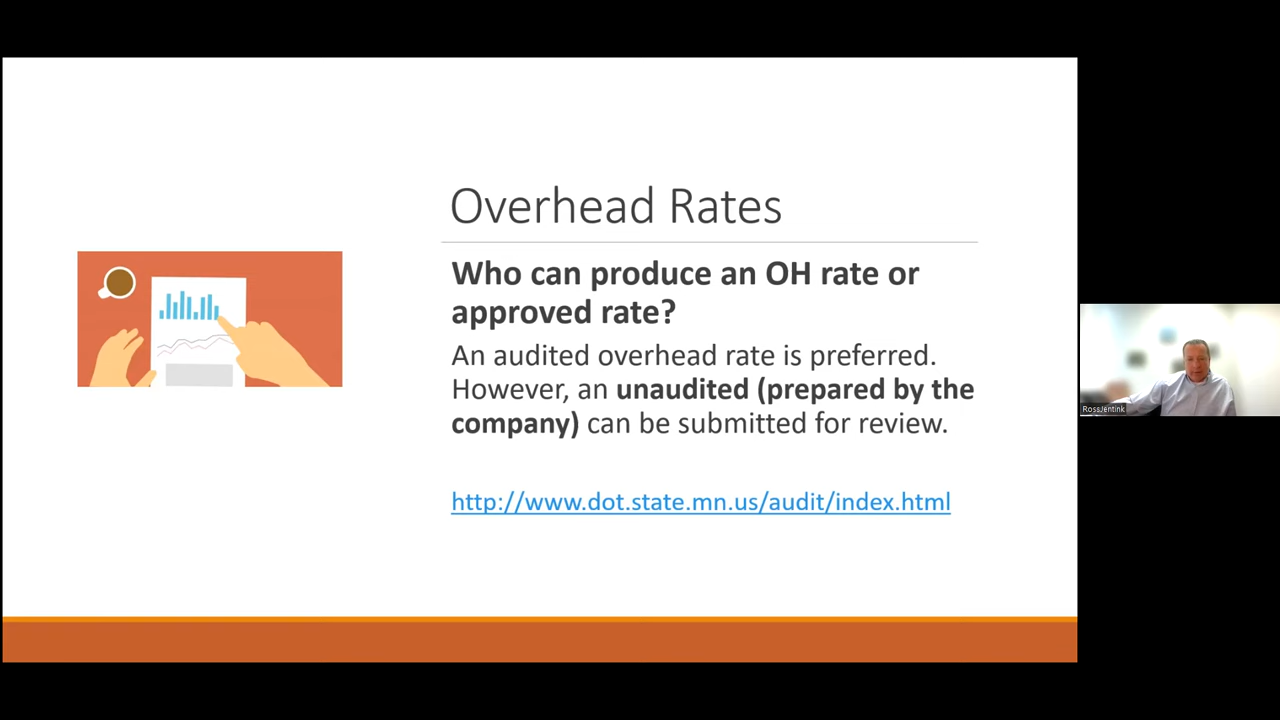 Overhead Rates
Who can produce an OH rate or
approved rate?
An audited overhead rate is preferred.
However, an unaudited (prepared by the
company) can be submitted for review.
http://www.dot.state.mn.us/audit/index.html
Ross Jentink